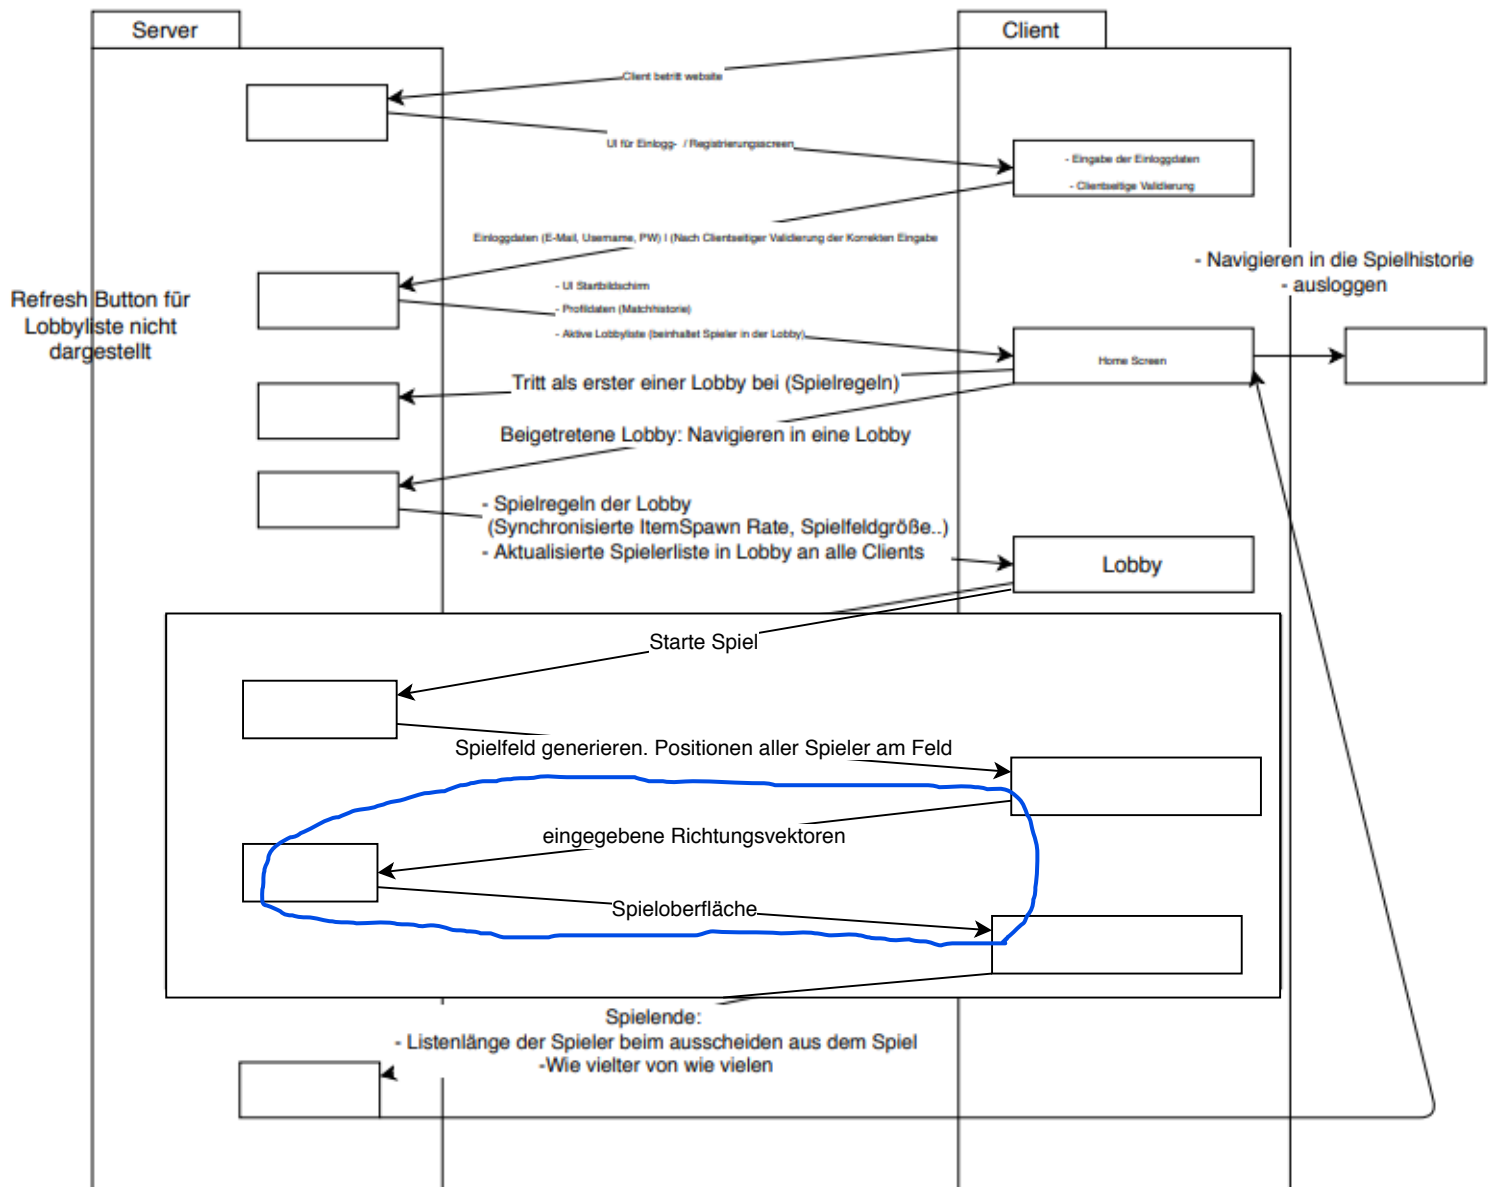 Server
Client
Client betritt website
UI für Einlogg- / Registrierungsscreen
- Eingabe der Einloggdaten
- Clientseitige Validierung
Einloggdaten (E-Mail, Username, PW) I (Nach Clientseitiger Validierung der Korrekten Eingabe
- Navigieren in die Spielhistorie
- ausloggen
Refresh Button für
Lobbyliste nicht
dargestellt
- UI Startbildschirm
- Profildaten (Matchhistorie)
- Aktive Lobbyliste (beinhaltet Spieler in der Lobby)
Home Screen
Tritt als erster einer Lobby bei (Spielregeln)
Beigetretene Lobby: Navigieren in eine Lobby
- Spielregeln der Lobby
(Synchronisierte ItemSpawn Rate, Spielfeldgröße..)
- Aktualisierte Spielerliste in Lobby an alle Clients
Lobby
Starte Spiel
Spielfeld generieren. Positionen aller Spieler am Feld
eingegebene Richtungsvektoren
Spieloberfläche
Spielende:
- Listenlänge der Spieler beim ausscheiden aus dem Spiel
-Wie vielter von wie vielen